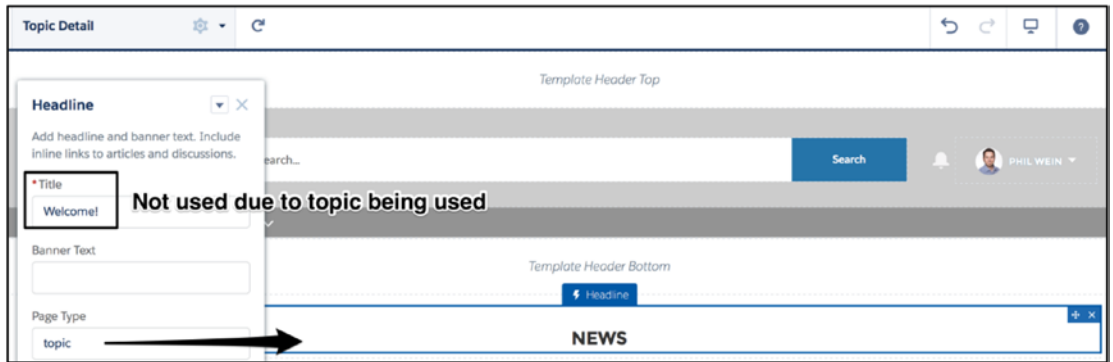 Topic Detail
?
Template Header Top
Headline
Add headline and banner text. Include
inline links to articles and discussions.
earch...
Search
PHIL WEIN
*Title
Welcome!
Not used due to topic being used
Banner Text
Template Header Bottom
Headline
Page Type
topic
NEWS